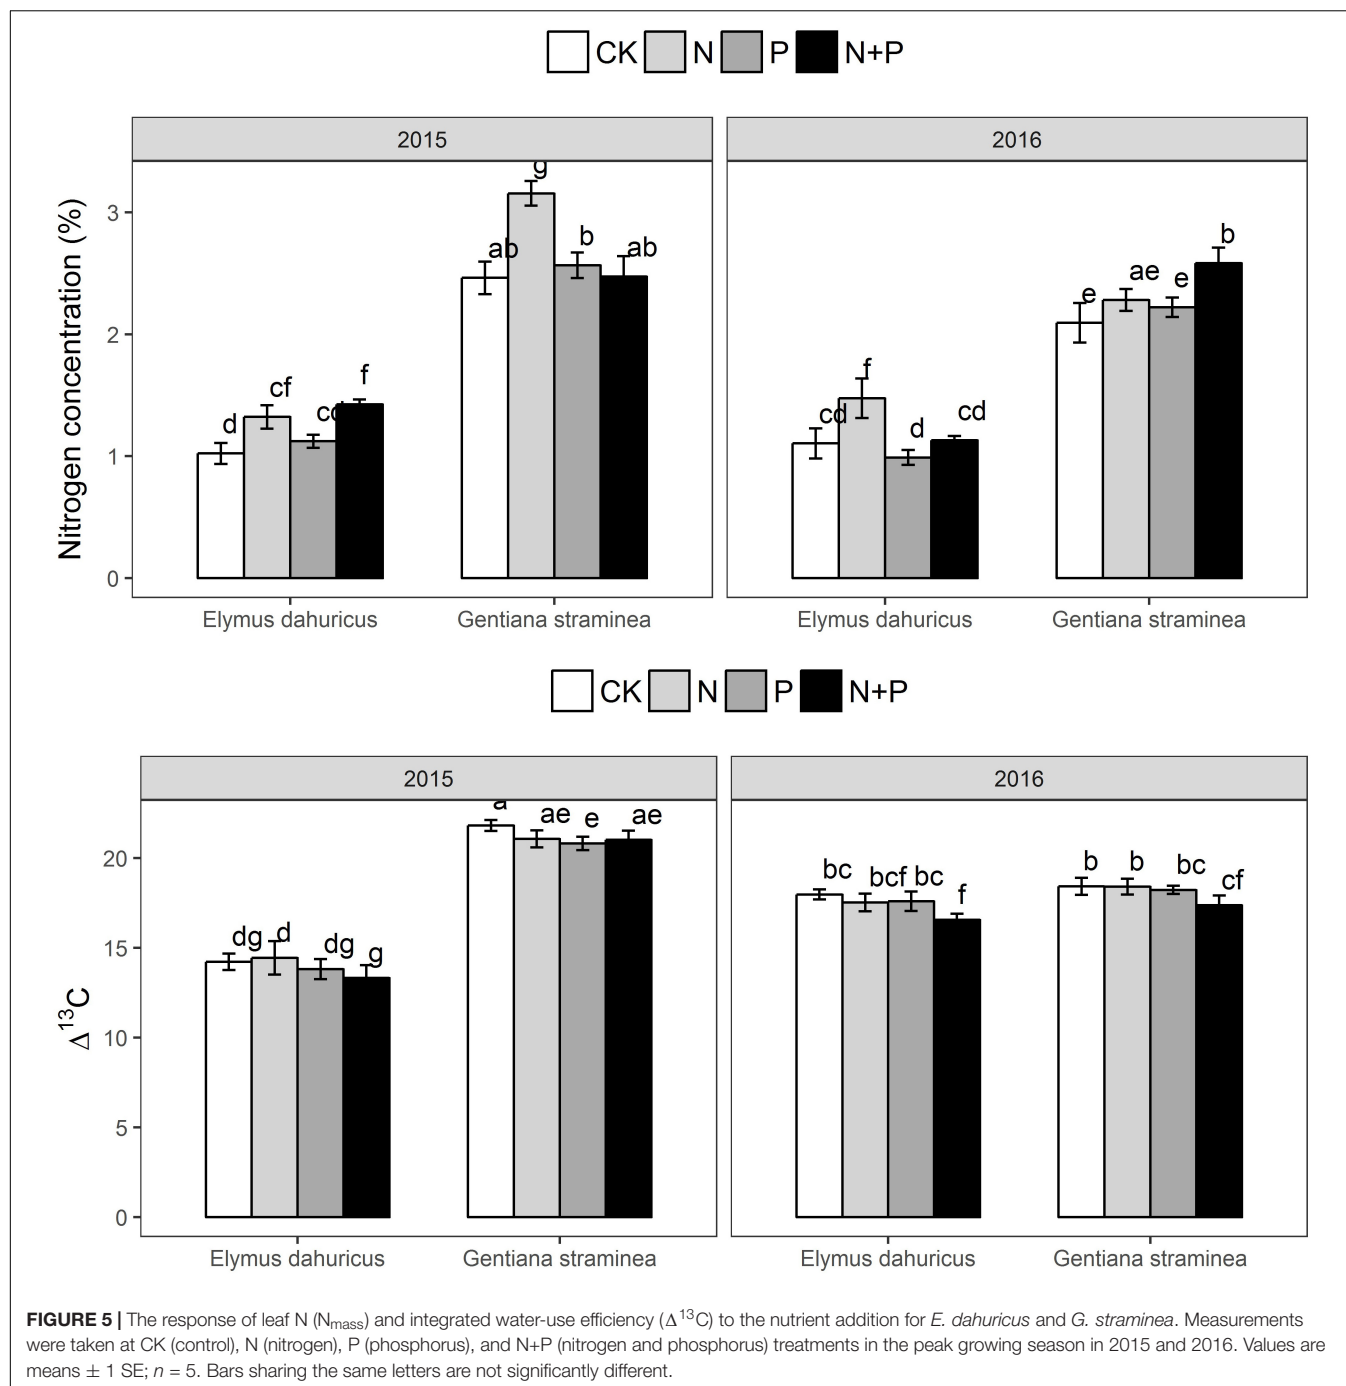 CK N P N+P
2015 2016
Nitrogen concentration (%)
3
2
1
0
d cf f ab g b ab
cd f d cd e ae e b
Elymus dahuricus Gentiana straminea Elymus dahuricus Gentiana straminea
CK N P N+P
2015 2016
Δ13C
20
15
10
5
0
dg d dg g a ae e ae
bc bcf bc f b b bc cf
Elymus dahuricus Gentiana straminea Elymus dahuricus Gentiana straminea
FIGURE 5 | The response of leaf N (Nmass) and integrated water-use efficiency (Δ13C) to the nutrient addition for E. dahuricus and G. straminea. Measurements
were taken at CK (control), N (nitrogen), P (phosphorus), and N+P (nitrogen and phosphorus) treatments in the peak growing season in 2015 and 2016. Values are
means ± 1 SE; n = 5. Bars sharing the same letters are not significantly different.